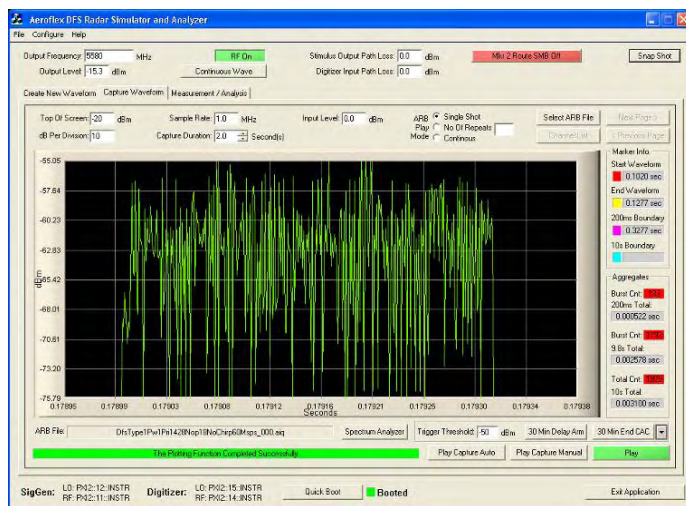 Aeroflex DFS Radar Simulator and Analyzer
File Configure Help
Output Frequency: 5580 MHz RF On Stimulus Output Path Loss: 0.0 dBm Mku 2 Route SMB Off Snap Shot
Output Level: -15.3 dBm Continuous Wave Digitizer Input Path Loss: 0.0 dBm
Create New Waveform Capture Waveform Measurement / Analysis
Top Of Screen: -20 dBm Sample Rate: 1.0 MHz Input Level: 0.0 dBm ARB Play Mode Single Shot Select ARB File Next Page >
dB Per Division: 10 Capture Duration: 2.0 Second(s) No Of Repeats Channel List < Previous Page
Continous
Marker Info.
Start Waveform
0.1020 sec
End Waveform
0.1277 sec
200ms Boundary
0.3277 sec
10s Boundary
Aggregates
Burst Cnt:
200ms Total:
0.000522 sec
Burst Cnt:
9.8s Total:
0.002578 sec
Total Cnt:
10s Total:
0.003100 sec
-55.05
-57.64
-60.23
-62.83
-65.42
-68.01
-70.61
-73.20
-75.79
dBm
0.17895 0.17899 0.17903 0.17908 0.17912 0.17916 0.17921 0.17925 0.17930 0.17934 0.17938
Seconds
ARB File: DfsType1Pw1Pri1428Nop18NoChirp60Msps_000.aiq Spectrum Analyzer Trigger Threshold: -50 dBm 30 Min Delay Arm 30 Min End CAC
The Plotting Function Completed Successfully Play Capture Auto Play Capture Manual Play
SigGen: LO: PXI2::12::INSTR Digitizer: LO: PXI2::15::INSTR Quick Boot Booted Exit Application
RF: PXI2::11::INSTR RF: PXI2::14::INSTR